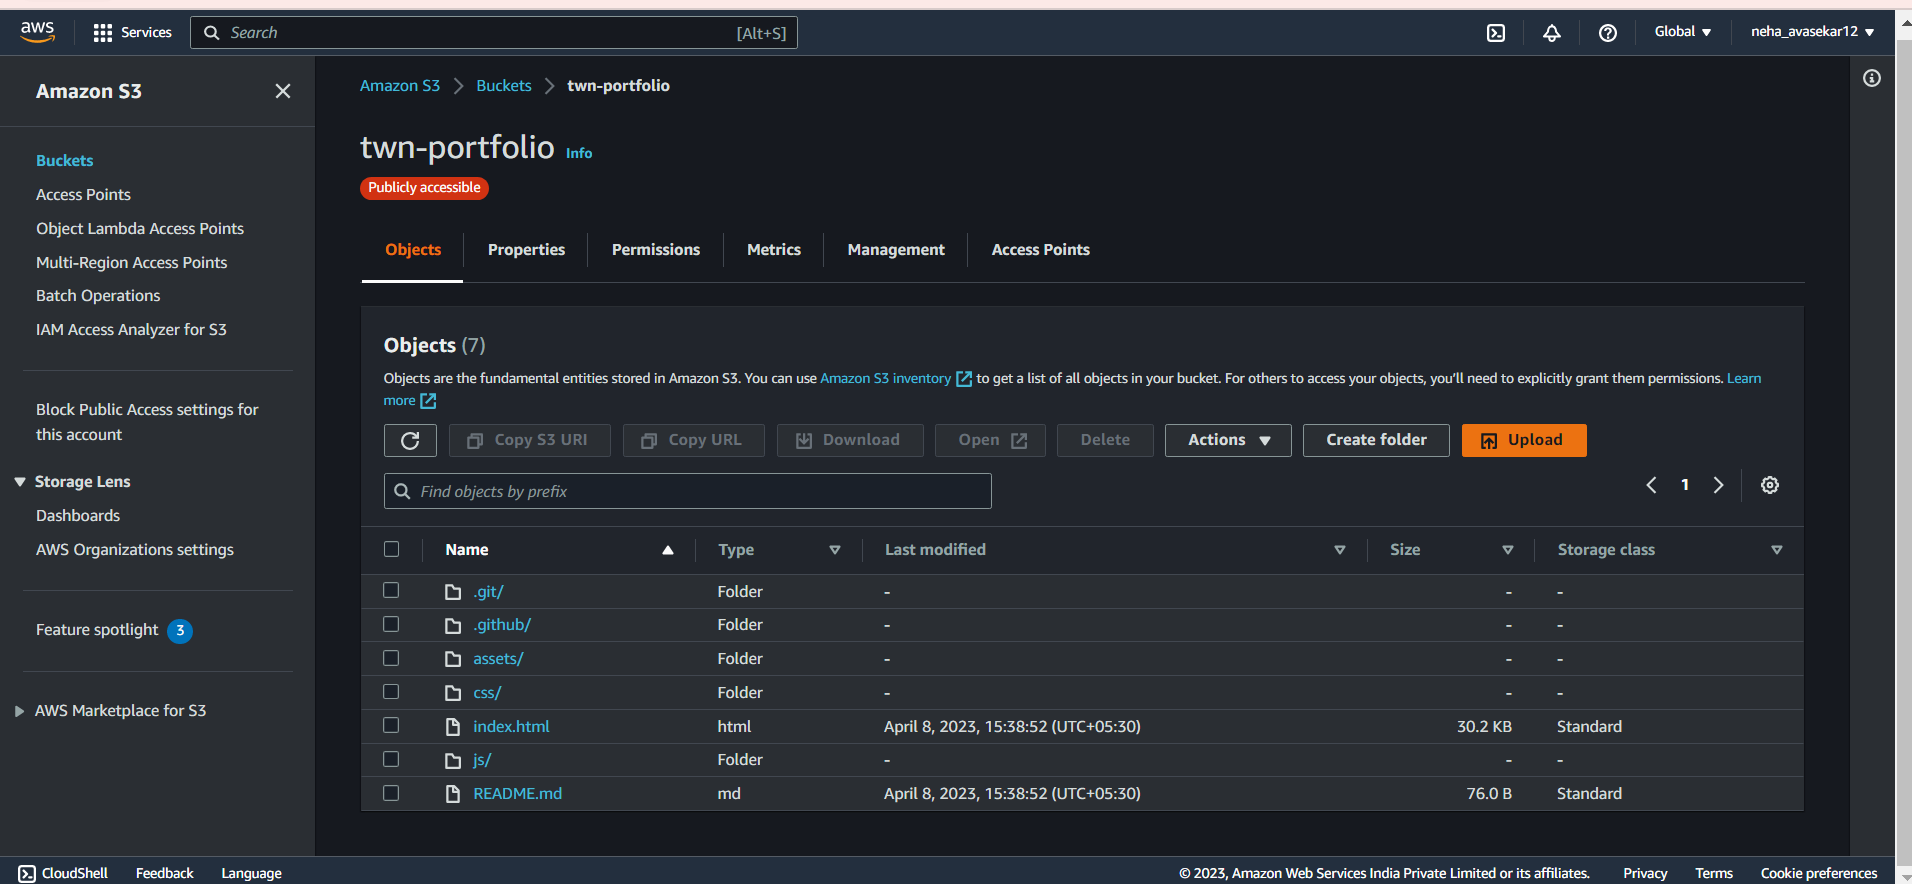 aws Services Search [Alt+S] Global neha_avasekar12
Amazon S3
Buckets
Access Points
Object Lambda Access Points
Multi-Region Access Points
Batch Operations
IAM Access Analyzer for S3
Block Public Access settings for
this account
Storage Lens
Dashboards
AWS Organizations settings
Feature spotlight 3
AWS Marketplace for S3
Amazon S3 Buckets twn-portfolio
twn-portfolio Info
Publicly accessible
Objects Properties Permissions Metrics Management Access Points
Objects (7)
Objects are the fundamental entities stored in Amazon S3. You can use Amazon S3 inventory to get a list of all objects in your bucket. For others to access your objects, you'll need to explicitly grant them permissions. Learn
more
Copy S3 URI Copy URL Download Open Delete Actions Create folder Upload
Find objects by prefix 1
Name Type Last modified Size Storage class
.git/ Folder - - -
.github/ Folder - - -
assets/ Folder - - -
css/ Folder - - -
index.html html April 8, 2023, 15:38:52 (UTC+05:30) 30.2 KB Standard
js/ Folder - - -
README.md md April 8, 2023, 15:38:52 (UTC+05:30) 76.0 B Standard
CloudShell Feedback Language © 2023, Amazon Web Services India Private Limited or its affiliates. Privacy Terms Cookie preferences